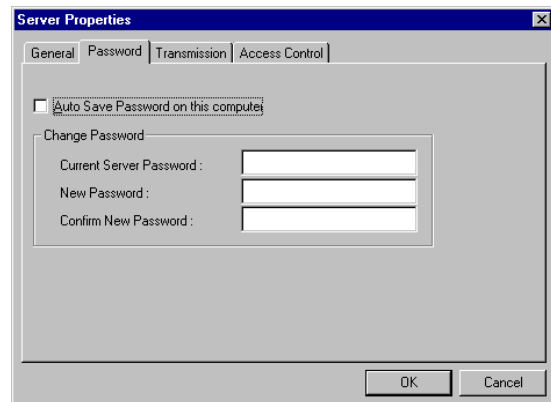 Server Properties
General Password Transmission Access Control
Auto Save Password on this computer
Change Password
Current Server Password :
New Password :
Confirm New Password :
OK Cancel